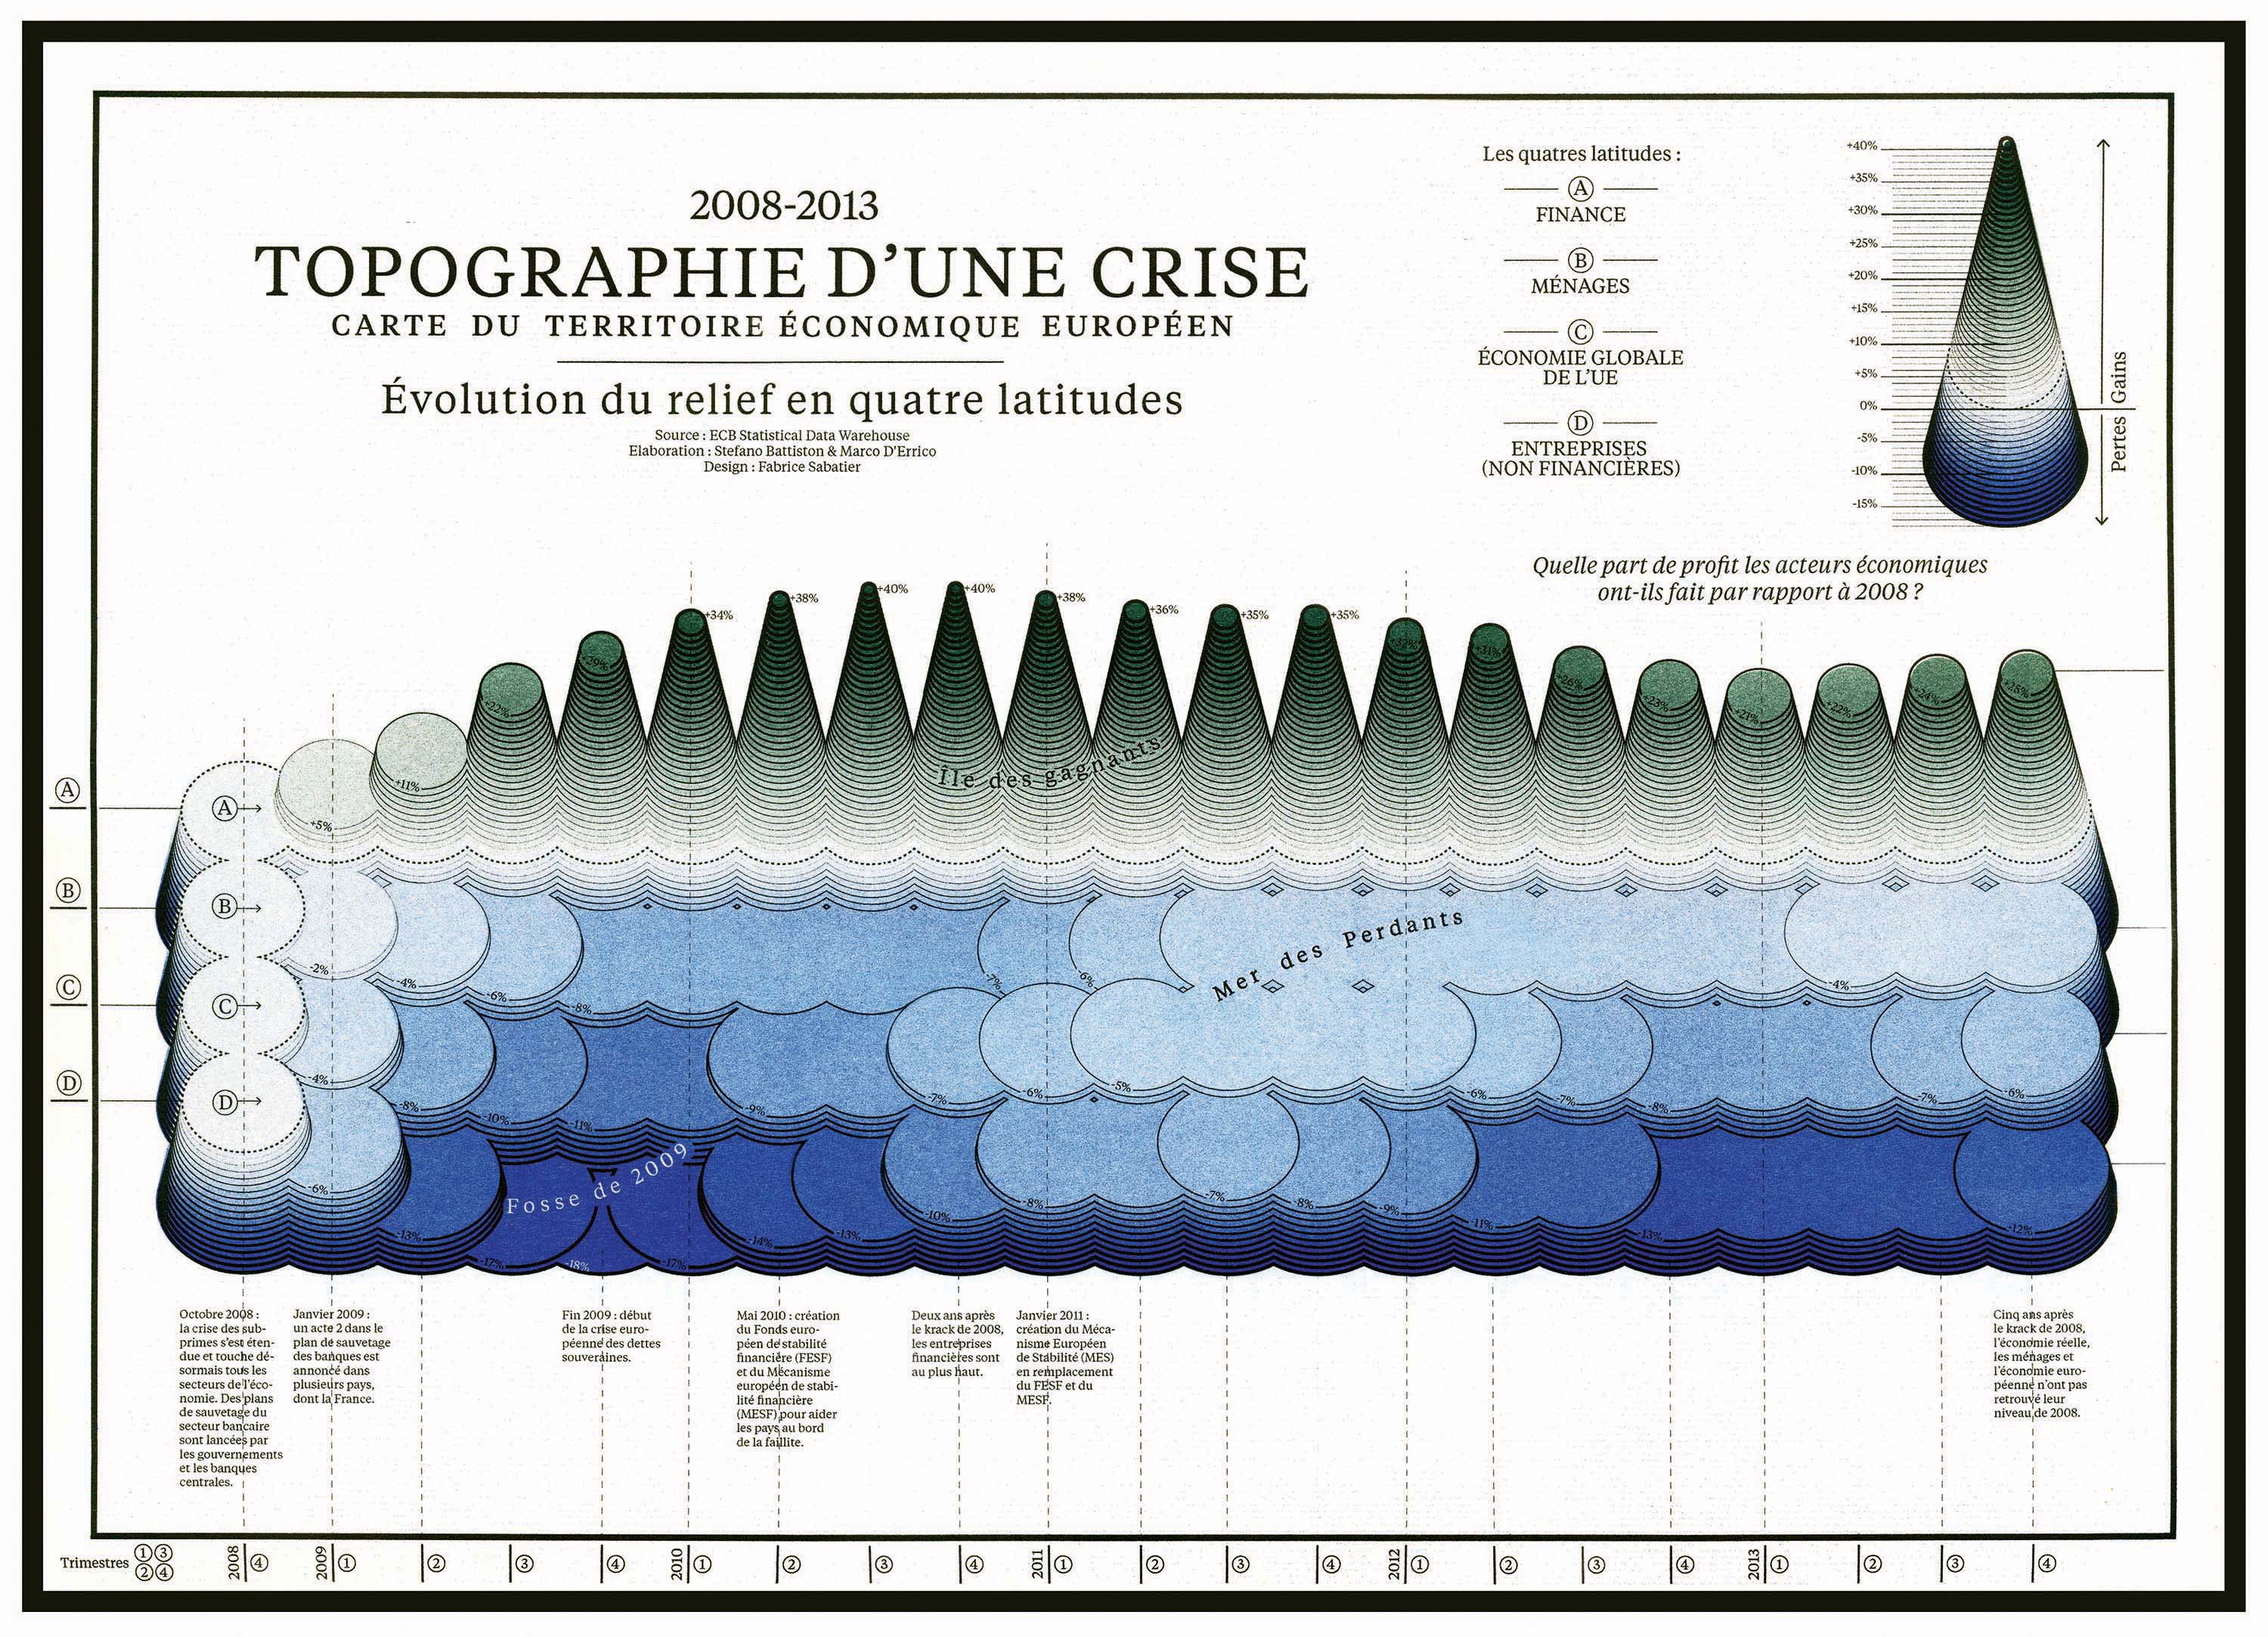 2008-2013
TOPOGRAPHIE D’UNE CRISE
CARTE DU TERRITOIRE ÉCONOMIQUE EUROPÉEN
Évolution du relief en quatre latitudes
Source : ECB Statistical Data Warehouse
Elaboration : Stefano Battiston & Marco D'Errico
Design : Fabrice Sabatier
Les quatres latitudes :
A
FINANCE
B
MÉNAGES
C
ÉCONOMIE GLOBALE
DE L’UE
D
ENTREPRISES
(NON FINANCIÈRES)
+40%
+35%
+30%
+25%
+20%
+15%
+10%
+5%
0%
-5%
-10%
-15%
Gains
Pertes
Quelle part de profit les acteurs économiques
ont-ils fait par rapport à 2008 ?
A
A
+5%
+11%
+22%
+29%
+34%
+38%
+40%
+40%
+38%
+36%
+35%
+35%
+32%
+31%
+26%
+23%
+21%
+22%
+24%
+25%
Île des gagnants
B
B
-2%
-4%
-6%
-8%
-7%
-6%
-4%
Mer des Perdants
C
C
-4%
-8%
-10%
-11%
-9%
-7%
-6%
-5%
-6%
-7%
-8%
-7%
-6%
D
D
-6%
-13%
-17%
-18%
-17%
-14%
-13%
-10%
-8%
-7%
-8%
-9%
-11%
-13%
-12%
Fosse de 2009
Octobre 2008 :
la crise des sub-
primes s’est éten-
due et touche dé-
sormais tous les
secteurs de l’éco-
nomie. Des plans
de sauvetage du
secteur bancaire
sont lancées par
les gouvernements
et les banques
centrales.
Janvier 2009 :
un acte 2 dans le
plan de sauvetage
des banques est
annoncé dans
plusieurs pays,
dont la France.
Fin 2009 : début
de la crise euro-
péenne des dettes
souveraines.
Mai 2010 : création
du Fonds euro-
péen de stabilité
financière (FESF)
et du Mécanisme
européen de stabi-
lité financière
(MESF) pour aider
les pays au bord
de la faillite.
Deux ans après
le krack de 2008,
les entreprises
financières sont
au plus haut.
Janvier 2011 :
création du Méca-
nisme Européen
de Stabilité (MES)
en remplacement
du FESF et du
MESF.
Cinq ans après
le krack de 2008,
l’économie réelle,
les ménages et
l’économie euro-
péenne n’ont pas
retrouvé leur
niveau de 2008.
Trimestres 1 3
2 4
2008 4 2009 1 2 3 4 2010 1 2 3 4 2011 1 2 3 4 2012 1 2 3 4 2013 1 2 3 4